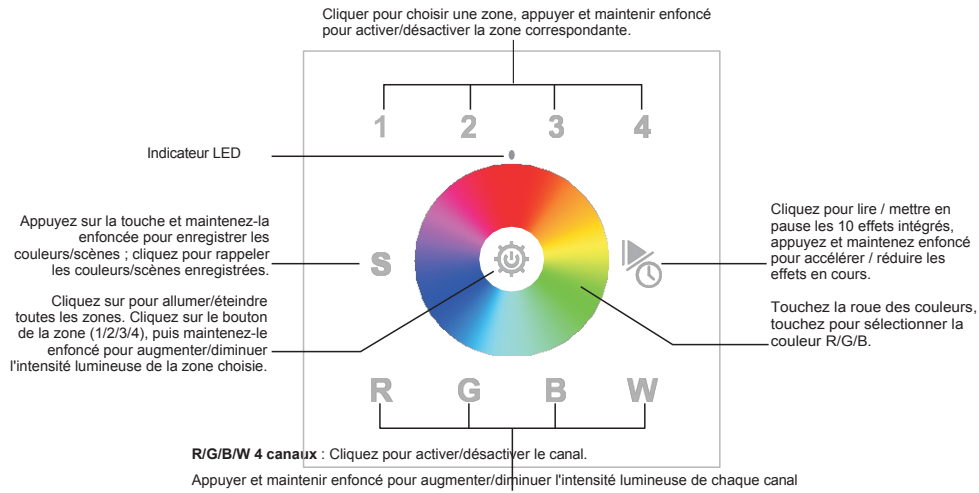 Cliquer pour choisir une zone, appuyer et maintenir enfoncé
pour activer/désactiver la zone correspondante.
1 2 3 4
Indicateur LED
Appuyez sur la touche et maintenez-la
enfoncée pour enregistrer les
couleurs/scènes ; cliquez pour rappeler
les couleurs/scènes enregistrées.
S
Cliquez sur pour allumer/éteindre
toutes les zones. Cliquez sur le bouton
de la zone (1/2/3/4), puis maintenez-le
enfoncé pour augmenter/diminuer
l'intensité lumineuse de la zone choisie.
Cliquez pour lire / mettre en
pause les 10 effets intégrés,
appuyez et maintenez enfoncé
pour accélérer / réduire les
effets en cours.
Touchez la roue des couleurs,
touchez pour sélectionner la
couleur R/G/B.
R G B W
R/G/B/W 4 canaux : Cliquez pour activer/désactiver le canal.
Appuyer et maintenir enfoncé pour augmenter/diminuer l'intensité lumineuse de chaque canal